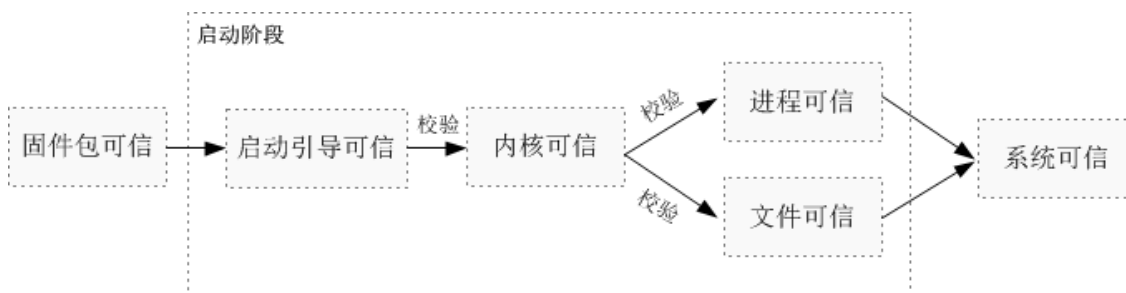 启动阶段
固件包可信
启动引导可信
校验
内核可信
校验
进程可信
校验
文件可信
系统可信